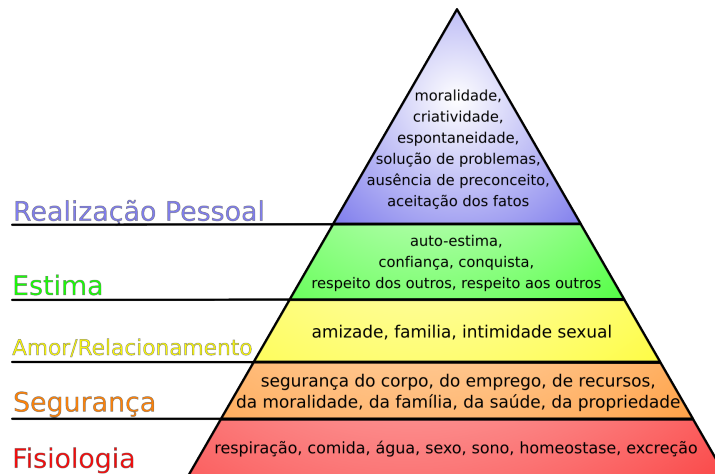 moralidade,
criatividade,
espontaneidade,
solução de problemas,
ausência de preconceito,
aceitação dos fatos
Realização Pessoal
auto-estima,
confiança, conquista,
respeito dos outros, respeito aos outros
Estima
amizade, familia, intimidade sexual
Amor/Relacionamento
segurança do corpo, do emprego, de recursos,
da moralidade, da família, da saúde, da propriedade
Segurança
respiração, comida, água, sexo, sono, homeostase, excreção
Fisiologia